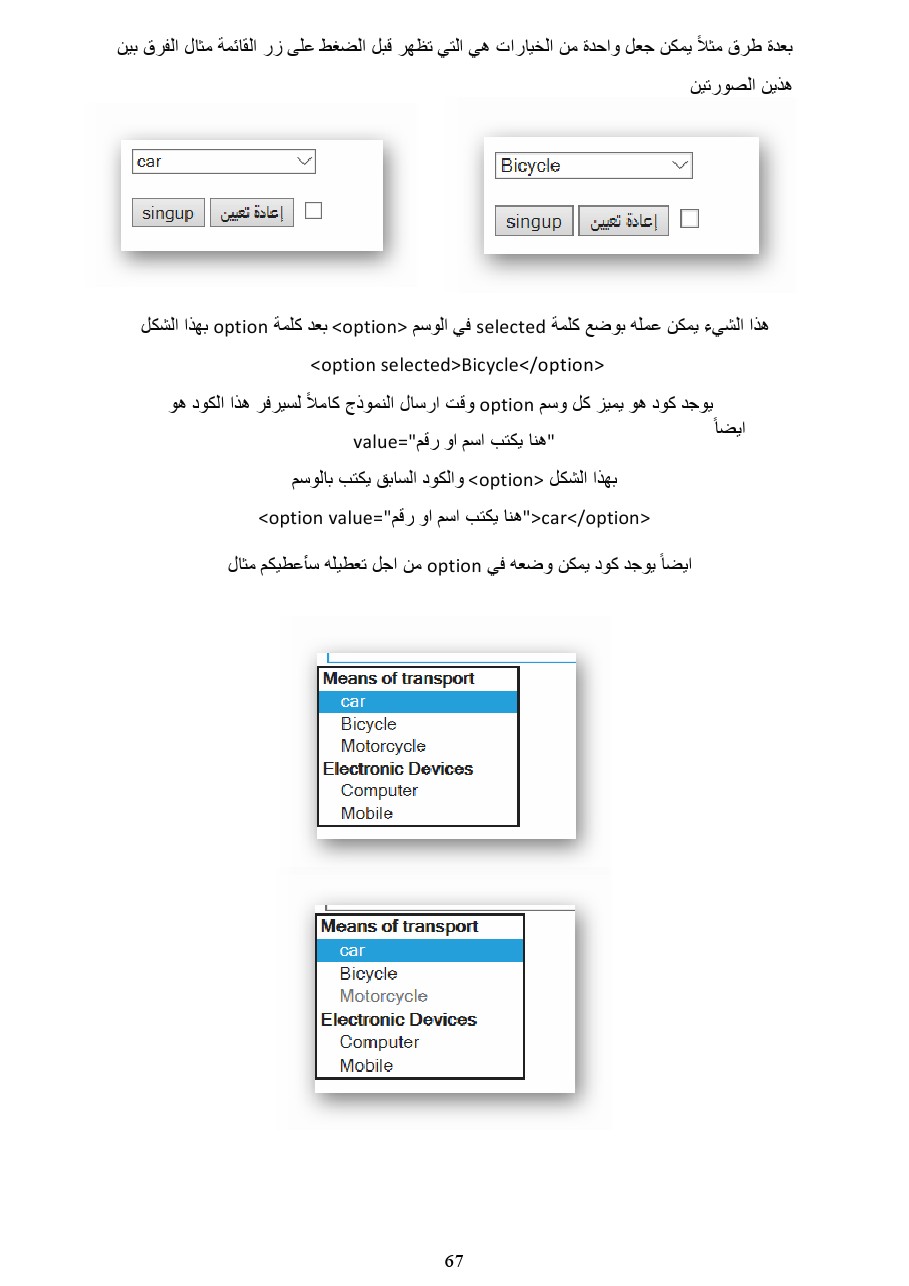 بعدة طرق مثلاً يمكن جعل واحدة من الخيارات هي التي تظهر قبل الضغط على زر القائمة مثال الفرق بين
هذين الصورتين
car
singup
إعادة تعيين
Bicycle
singup
إعادة تعيين
هذا الشيء يمكن عمله بوضع كلمة selected في الوسم <option> بعد كلمة option بهذا الشكل
<option selected>Bicycle</option>
يوجد كود هو يميز كل وسم option وقت ارسال النموذج كاملاً لسيرفر هذا الكود هو
ايضاً
value="هنا يكتب اسم او رقم"
بهذا الشكل <option> والكود السابق يكتب بالوسم
<option value="هنا يكتب اسم او رقم">car</option>
ايضاً يوجد كود يمكن وضعه في option من اجل تعطيله سأعطيكم مثال
Means of transport
car
Bicycle
Motorcycle
Electronic Devices
Computer
Mobile
Means of transport
car
Bicycle
Motorcycle
Electronic Devices
Computer
Mobile
67